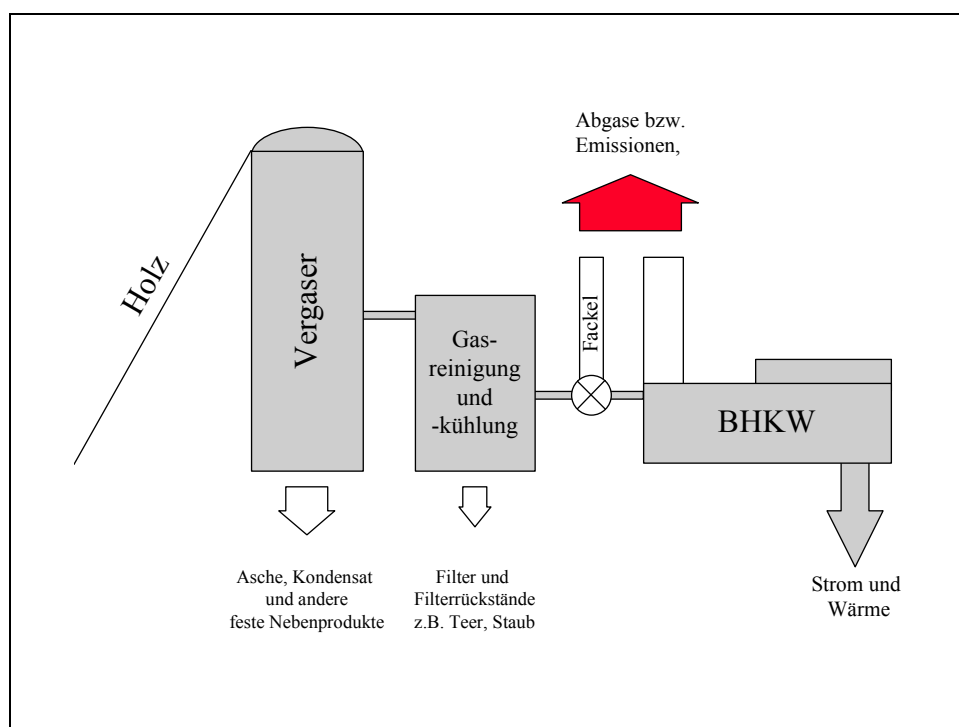 Abgase bzw.
Emissionen,
Holz
Vergaser
Gas-
reinigung
und
-kühlung
Fackel
BHKW
Asche, Kondensat
und andere
feste Nebenprodukte
Filter und
Filterrückstände
z.B. Teer, Staub
Strom und
Wärme